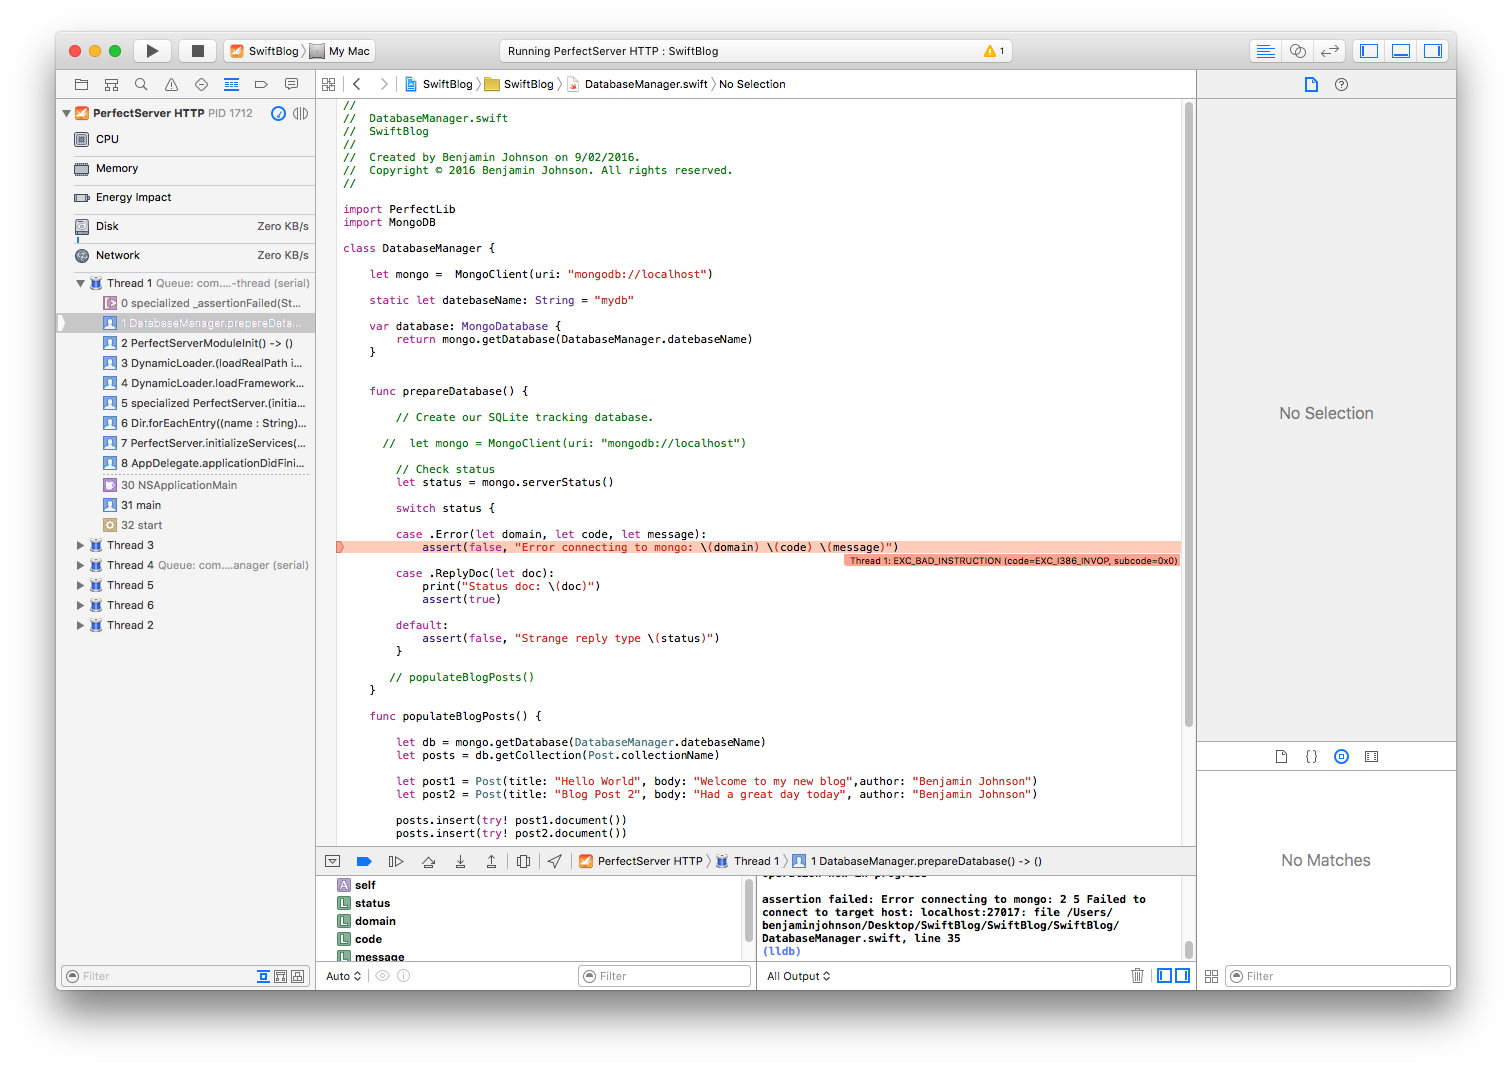 SwiftBlog My Mac
Running PerfectServer HTTP : SwiftBlog
1
SwiftBlog SwiftBlog DatabaseManager.swift No Selection
PerfectServer HTTP PID 1712
CPU
Memory
Energy Impact
Disk Zero KB/s
Network Zero KB/s
Thread 1 Queue: com....-thread (serial)
0 specialized _assertionFailed(St...
1 DatabaseManager.prepareData...
2 PerfectServerModuleInit() -> ()
3 DynamicLoader.(loadRealPath i...
4 DynamicLoader.loadFramework...
5 specialized PerfectServer.(initia...
6 Dir.forEachEntry((name : String)...
7 PerfectServer.initializeServices(...
8 AppDelegate.applicationDidFini...
30 NSApplicationMain
31 main
32 start
Thread 3
Thread 4 Queue: com....anager (serial)
Thread 5
Thread 6
Thread 2
Filter
//
// DatabaseManager.swift
// SwiftBlog
//
// Created by Benjamin Johnson on 9/02/2016.
// Copyright © 2016 Benjamin Johnson. All rights reserved.
//
import PerfectLib
import MongoDB
class DatabaseManager {
let mongo =  MongoClient(uri: "mongodb://localhost")
static let datebaseName: String = "mydb"
var database: MongoDatabase {
return mongo.getDatabase(DatabaseManager.datebaseName)
}
func prepareDatabase() {
// Create our SQLite tracking database.
//  let mongo = MongoClient(uri: "mongodb://localhost")
// Check status
let status = mongo.serverStatus()
switch status {
case .Error(let domain, let code, let message):
assert(false, "Error connecting to mongo: \(domain) \(code) \(message)")
Thread 1: EXC_BAD_INSTRUCTION (code=EXC_I386_INVOP, subcode=0x0)
case .ReplyDoc(let doc):
print("Status doc: \(doc)")
assert(true)
default:
assert(false, "Strange reply type \(status)")
}
// populateBlogPosts()
}
func populateBlogPosts() {
let db = mongo.getDatabase(DatabaseManager.datebaseName)
let posts = db.getCollection(Post.collectionName)
let post1 = Post(title: "Hello World", body: "Welcome to my new blog",author: "Benjamin Johnson")
let post2 = Post(title: "Blog Post 2", body: "Had a great day today", author: "Benjamin Johnson")
posts.insert(try! post1.document())
posts.insert(try! post2.document())
PerfectServer HTTP Thread 1 1 DatabaseManager.prepareDatabase() -> ()
A self
L status
L domain
L code
L message
Auto
Filter
operation now in progress
assertion failed: Error connecting to mongo: 2 5 Failed to
connect to target host: localhost:27017: file /Users/
benjaminjohnson/Desktop/SwiftBlog/SwiftBlog/SwiftBlog/
DatabaseManager.swift, line 35
(lldb)
All Output
No Selection
{}
No Matches
Filter